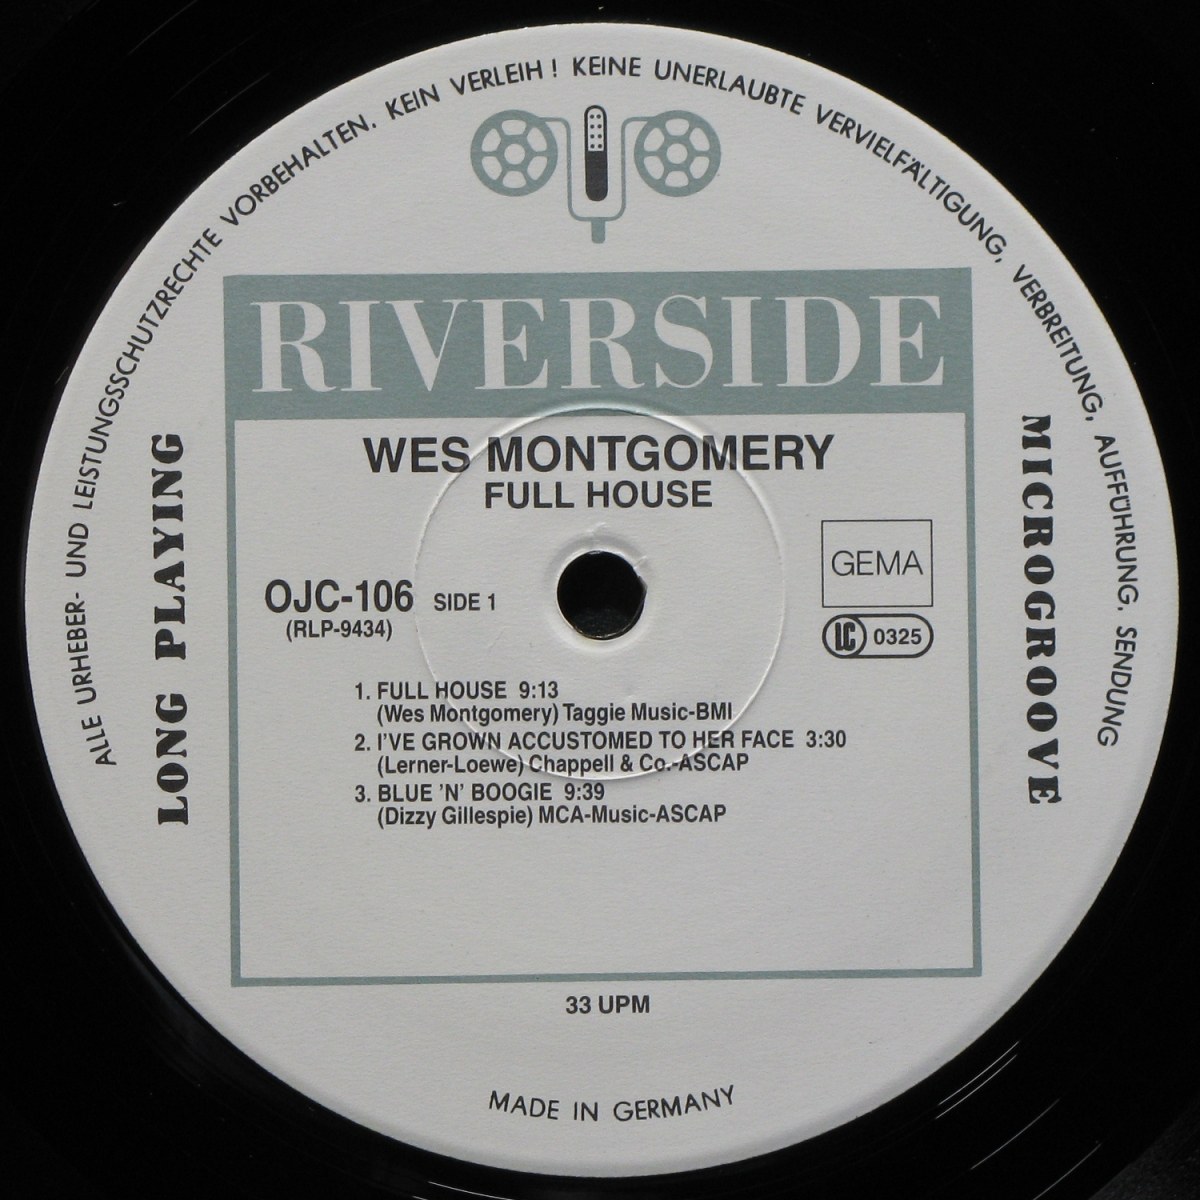 ALLE URHEBER- UND LEISTUNGSSCHUTZRECHTE VORBEHALTEN. KEIN VERLEIH! KEINE UNERLAUBTE VERVIELFÄLTIGUNG, VERBREITUNG, AUFFÜHRUNG, SENDUNG
RIVERSIDE
LONG PLAYING
MICROGROOVE
WES MONTGOMERY
FULL HOUSE
OJC-106 SIDE 1
(RLP-9434)
GEMA
LC 0325
1. FULL HOUSE 9:13
(Wes Montgomery) Taggie Music-BMI
2. I'VE GROWN ACCUSTOMED TO HER FACE 3:30
(Lerner-Loewe) Chappell & Co.-ASCAP
3. BLUE 'N' BOOGIE 9:39
(Dizzy Gillespie) MCA-Music-ASCAP
33 UPM
MADE IN GERMANY